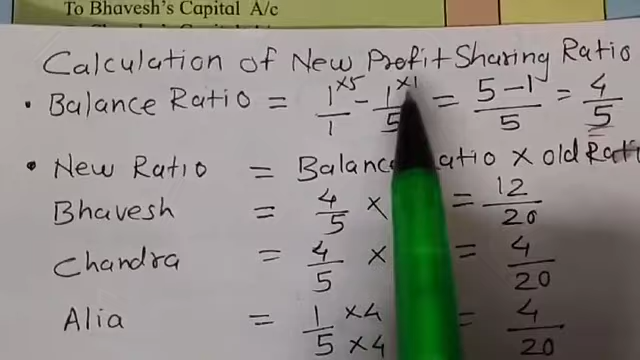 To Bhavesh's Capital A/c
Calculation of New Profit Sharing Ratio
• Balance Ratio = 1/1 ×5 - 1/5 ×1 = 5-1/5 = 4/5
• New Ratio = Balance Ratio × old Ratio
Bhavesh = 4/5 × = 12/20
Chandra = 4/5 × = 4/20
Alia = 1/5 ×4 ×4 = 4/20